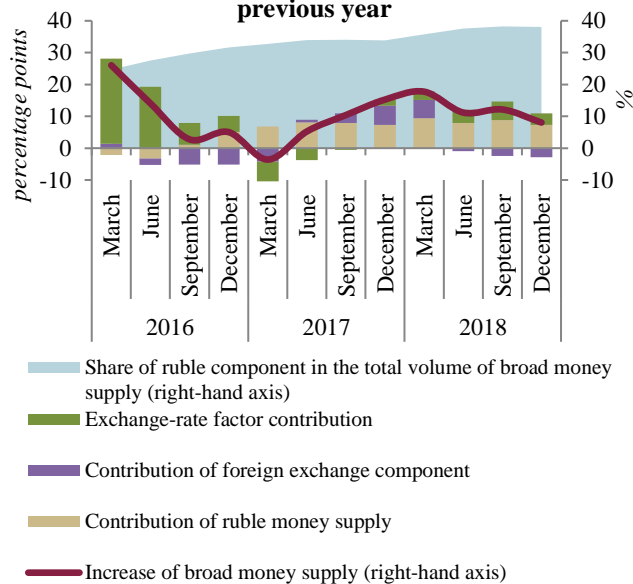 previous year
percentage points
%
40
30
20
10
0
-10
40
30
20
10
0
-10
March
June
September
December
March
June
September
December
March
June
September
December
2016
2017
2018
Share of ruble component in the total volume of broad money
supply (right-hand axis)
Exchange-rate factor contribution
Contribution of foreign exchange component
Contribution of ruble money supply
Increase of broad money supply (right-hand axis)